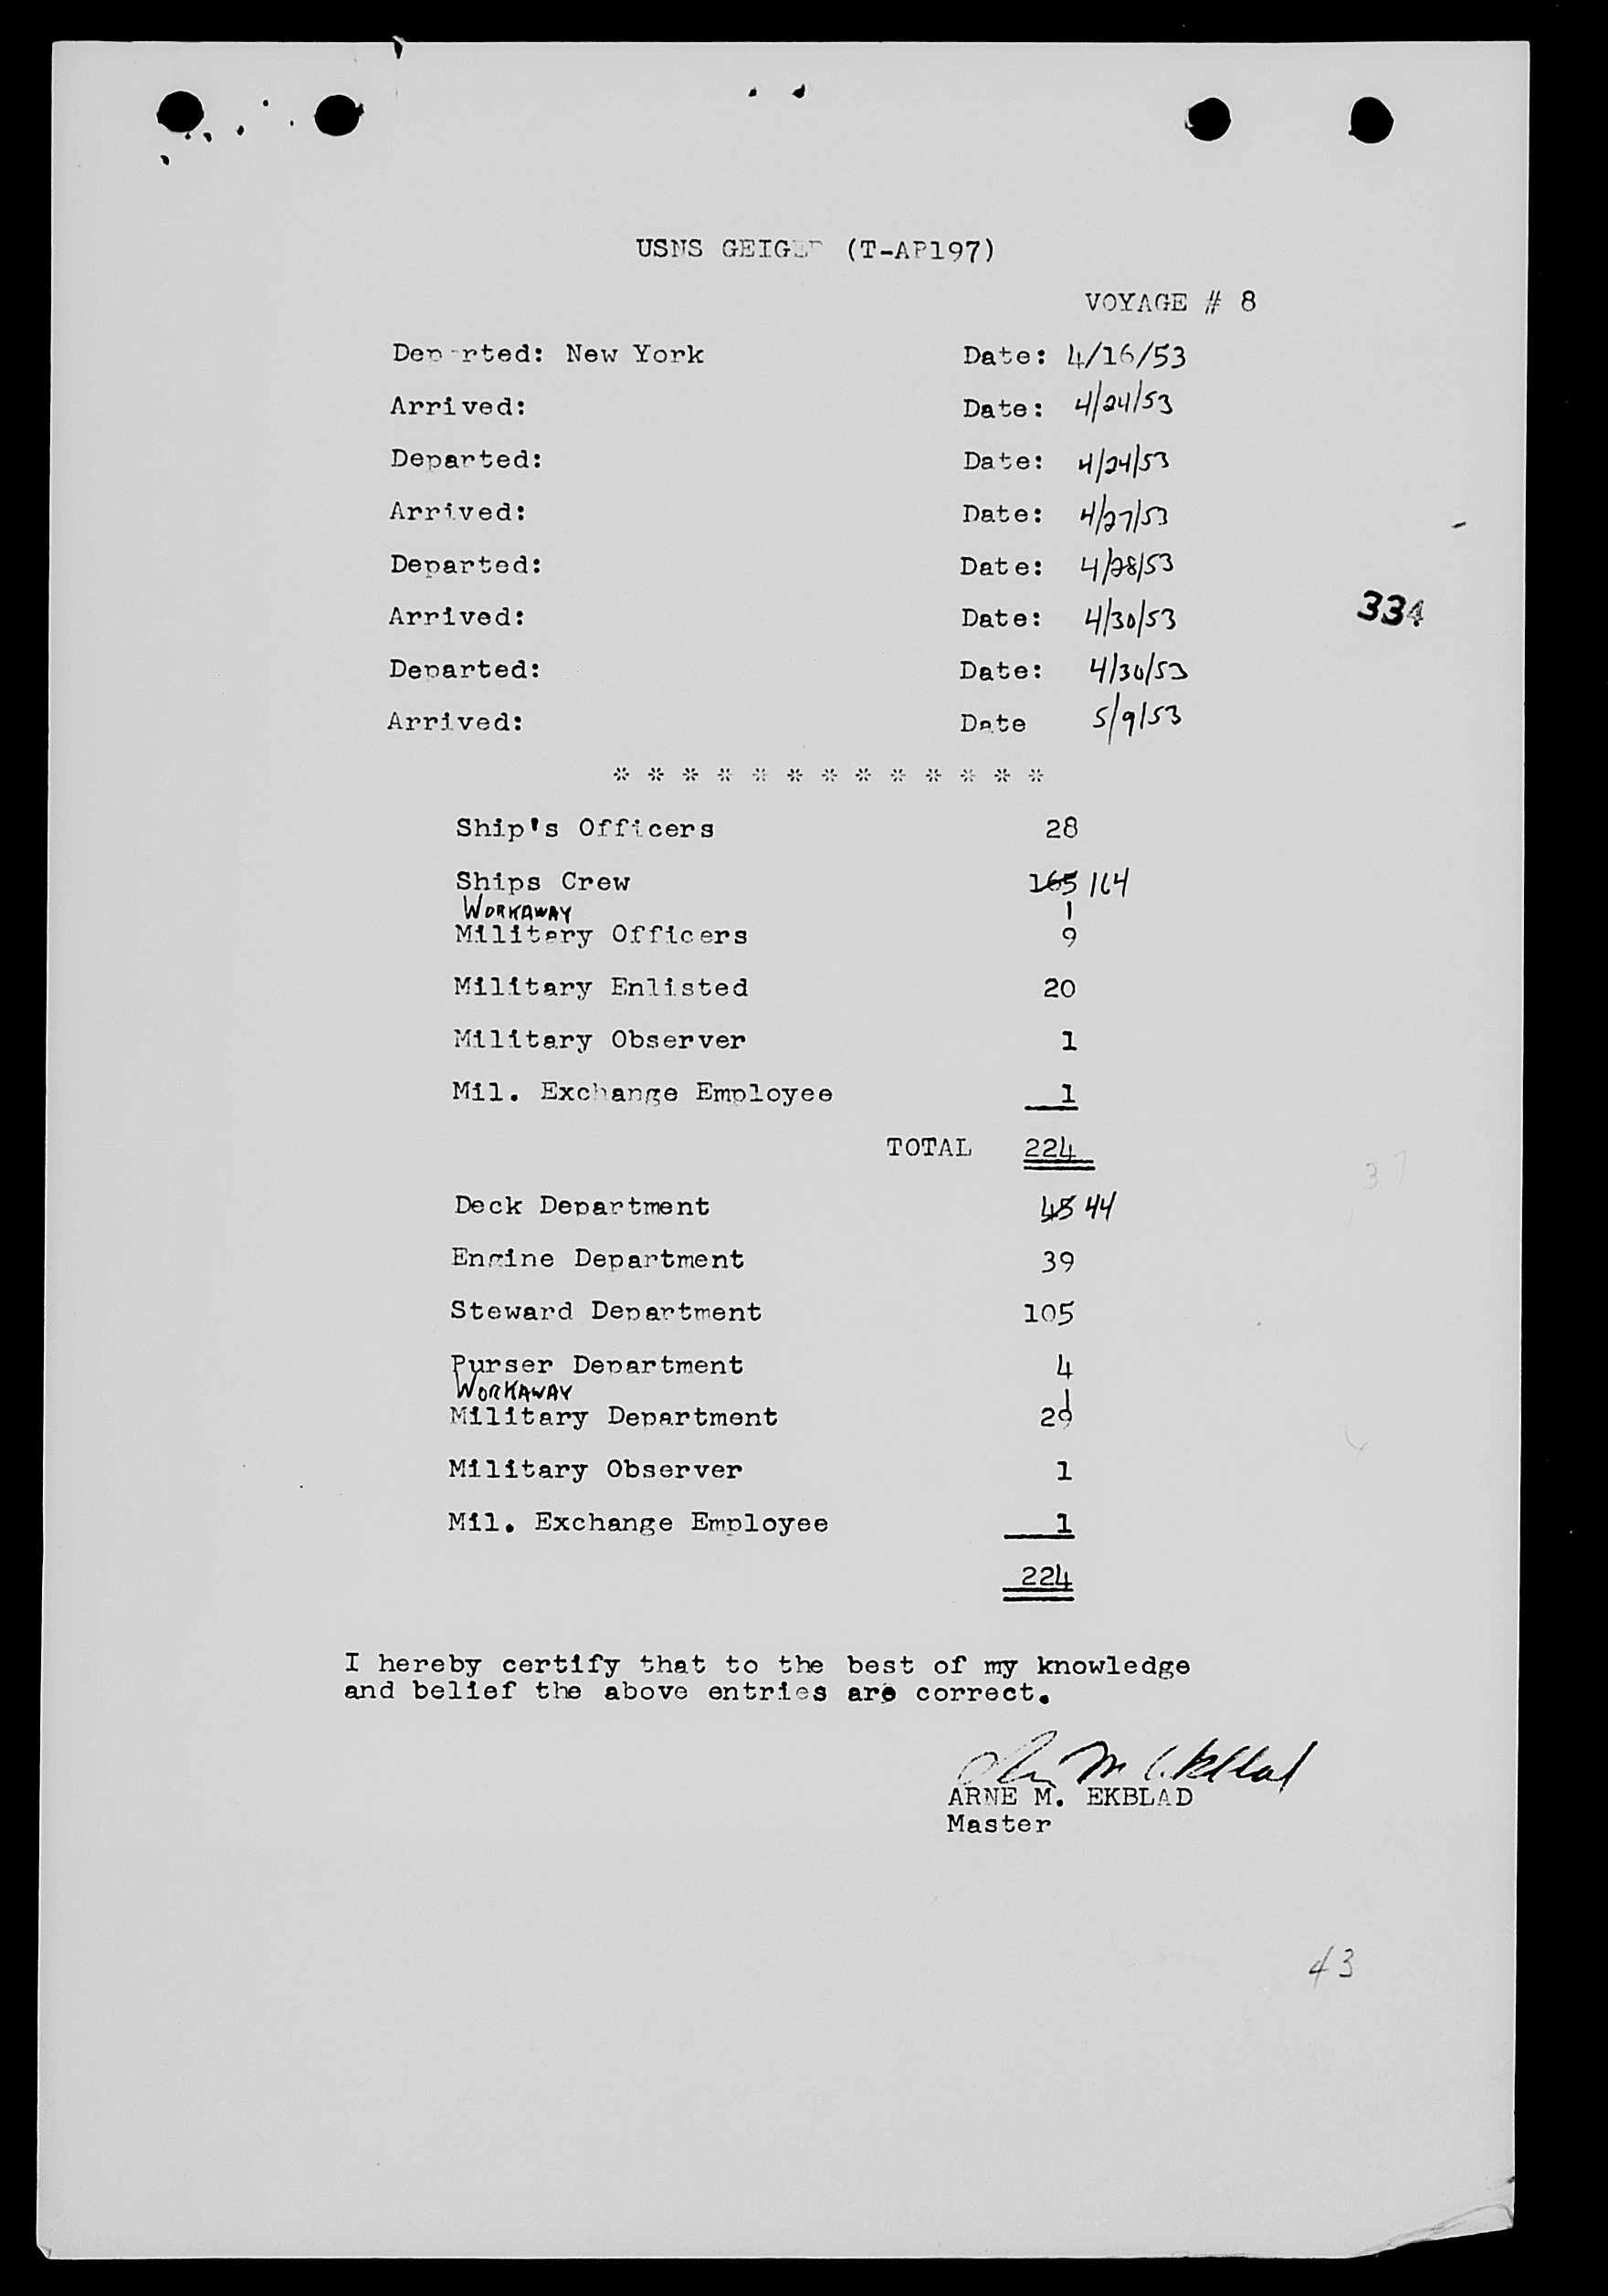 USNS GEIGER (T-AP197)
VOYAGE # 8
Departed: New York Date: 4/16/53
Arrived: Date: 4/24/53
Departed: Date: 4/24/53
Arrived: Date: 4/27/53
Departed: Date: 4/28/53
Arrived: Date: 4/30/53
334
Departed: Date: 4/30/53
Arrived: Date 5/9/53
* * * * * * * * * * * * *
Ship's Officers 28
Ships Crew 165 164
WORKAWAY 1
Military Officers 9
Military Enlisted 20
Military Observer 1
Mil. Exchange Employee 1
TOTAL 224
37
Deck Department 45 44
Engine Department 39
Steward Department 105
Purser Department 4
WORKAWAY 1
Military Department 29
Military Observer 1
Mil. Exchange Employee 1
224
I hereby certify that to the best of my knowledge
and belief the above entries are correct.
Arne M. Ekblad
ARNE M. EKBLAD
Master
43